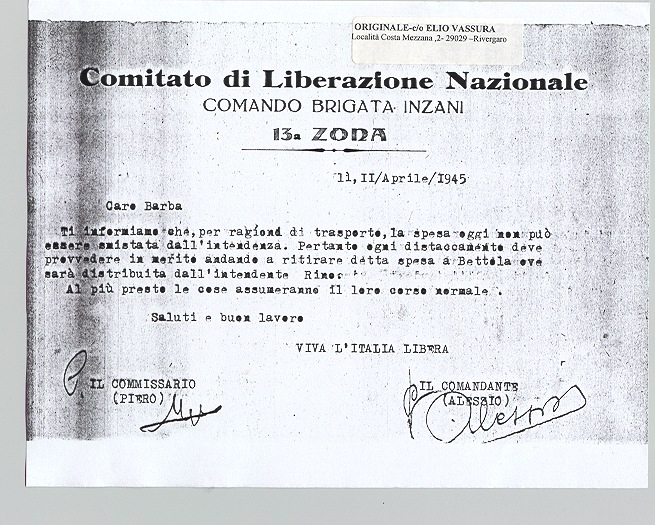 ORIGINALE-c/o ELIO VASSURA
Località Costa Mezzana ,2- 29029 –Rivergaro
Comitato di Liberazione Nazionale
COMANDO BRIGATA INZANI
13a ZONA
lì, II/Aprile/1945
Caro Barba
Ti informiamo che, per ragioni di trasporto, la spesa oggi non può
essere smistata dall'intendenza. Pertanto ogni distaccamento deve
provvedere in merito andando a ritirare detta spesa a Bettola ove
sarà distribuita dall'intendente
Al più presto le cose assumeranno il loro corso normale .
Saluti e buon lavoro
VIVA L'ITALIA LIBERA
IL COMMISSARIO
(PIERO)
IL COMANDANTE
(ALESSIO)
Alessio